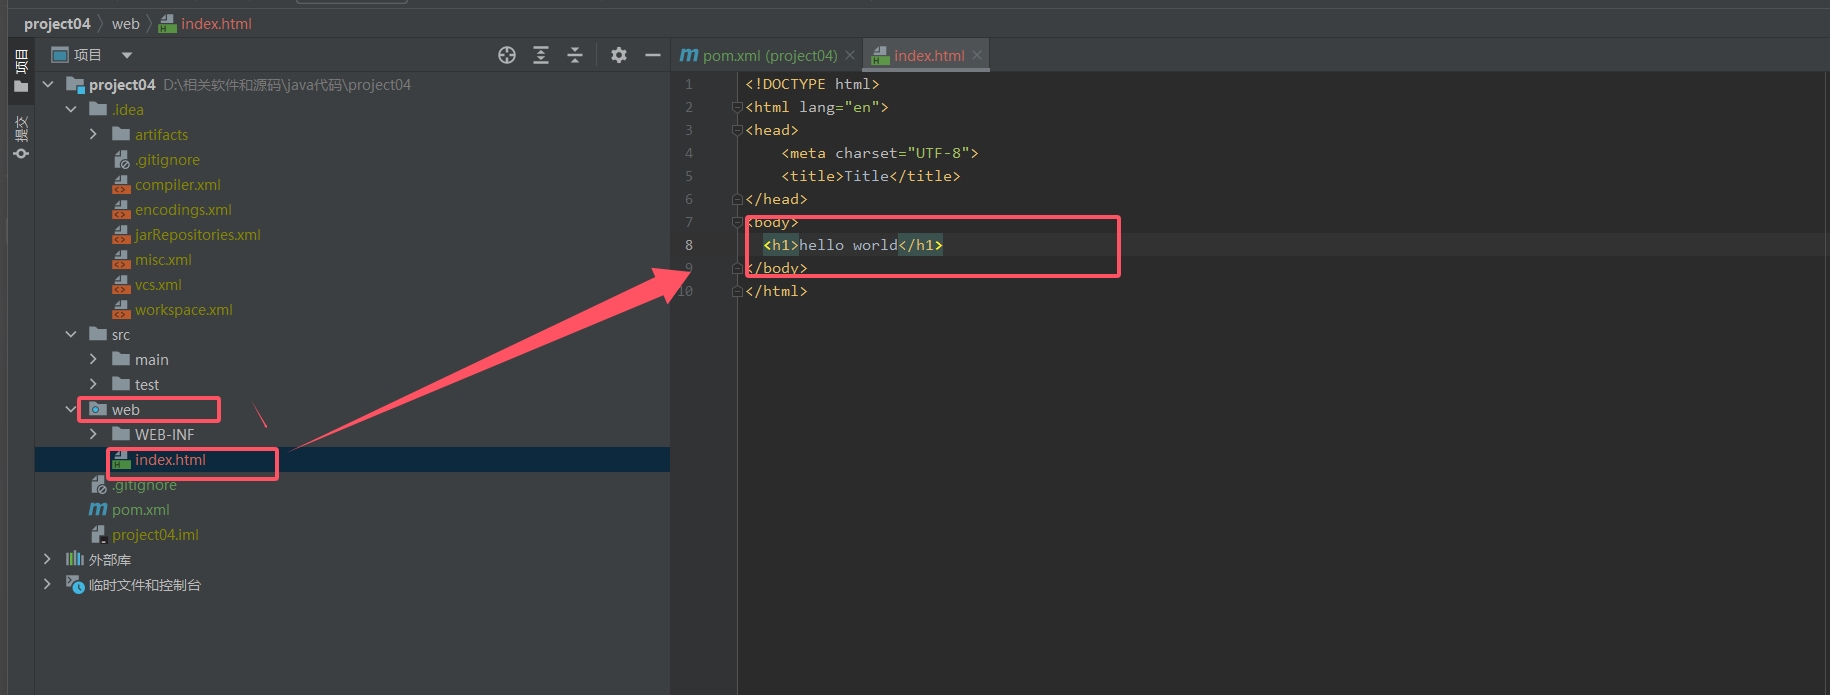 project04 web index.html
项目
pom.xml (project04) index.html
项目
提交
project04 D:\相关软件和源码\java代码\project04
.idea
artifacts
.gitignore
compiler.xml
encodings.xml
jarRepositories.xml
misc.xml
vcs.xml
workspace.xml
src
main
test
web
WEB-INF
index.html
.gitignore
pom.xml
project04.iml
外部库
临时文件和控制台
1 <!DOCTYPE html>
2 <html lang="en">
3 <head>
4 <meta charset="UTF-8">
5 <title>Title</title>
6 </head>
7 <body>
8 <h1>hello world</h1>
9 </body>
10 </html>